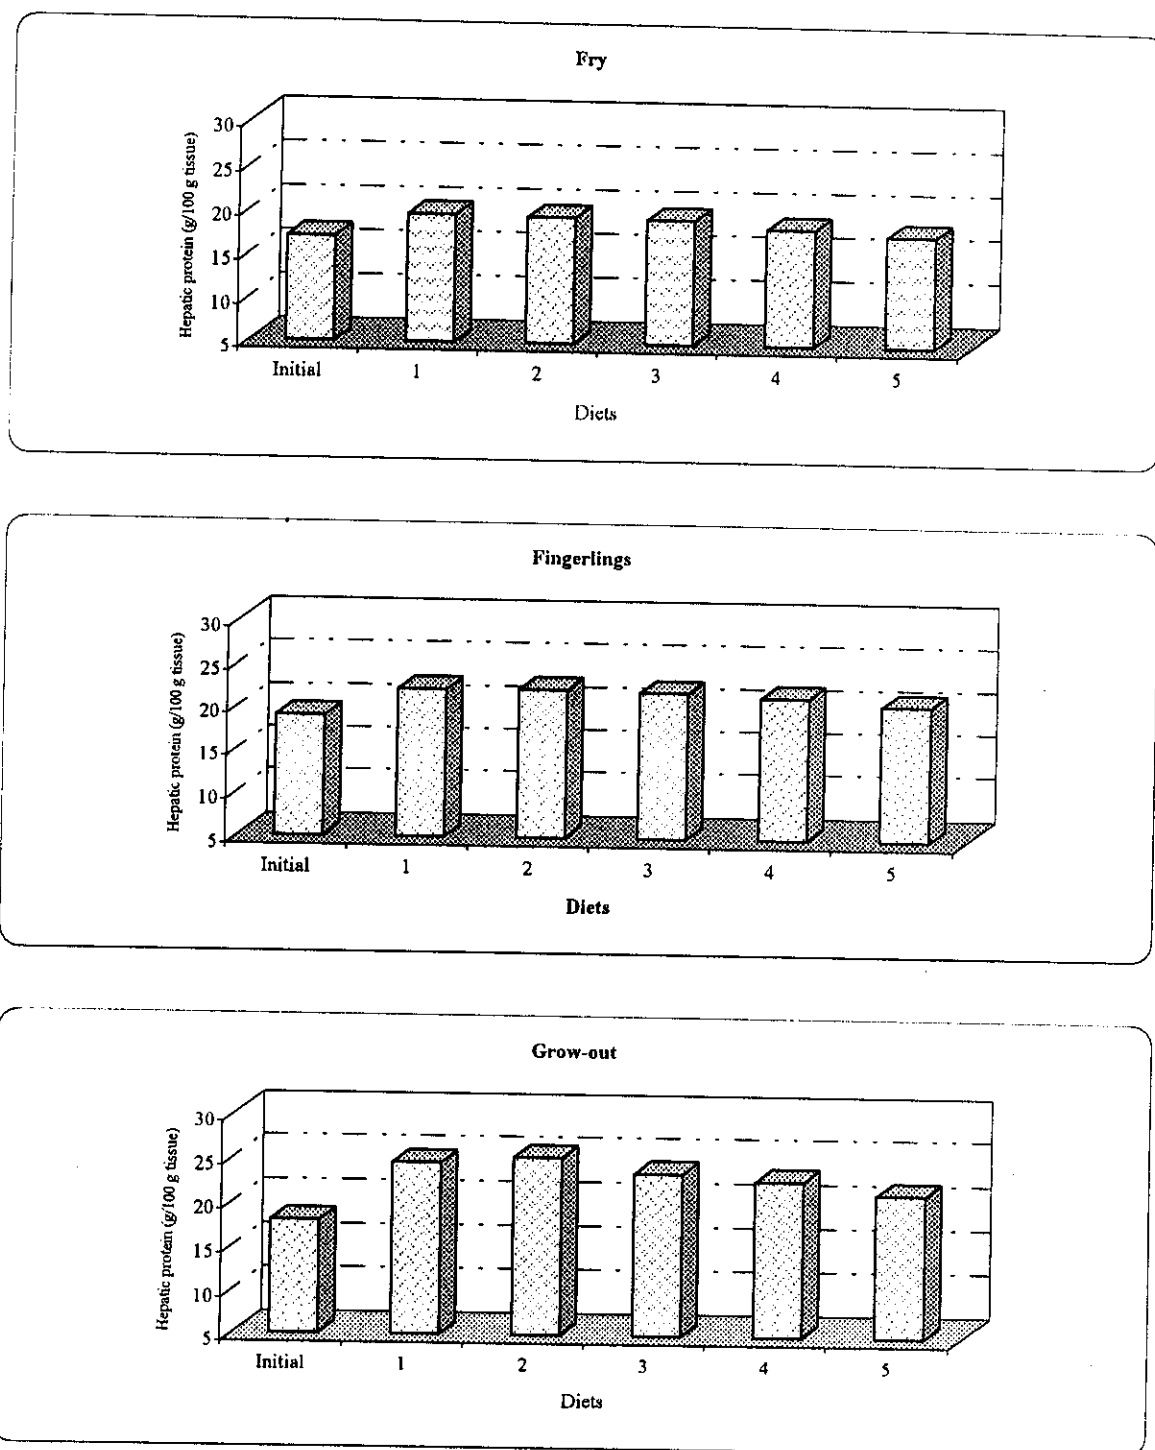 Fry
Hepatic protein (g/100 g tissue)
30
25
20
15
10
5
Initial 1 2 3 4 5
Diets
Fingerlings
Hepatic protein (g/100 g tissue)
30
25
20
15
10
5
Initial 1 2 3 4 5
Diets
Grow-out
Hepatic protein (g/100 g tissue)
30
25
20
15
10
5
Initial 1 2 3 4 5
Diets